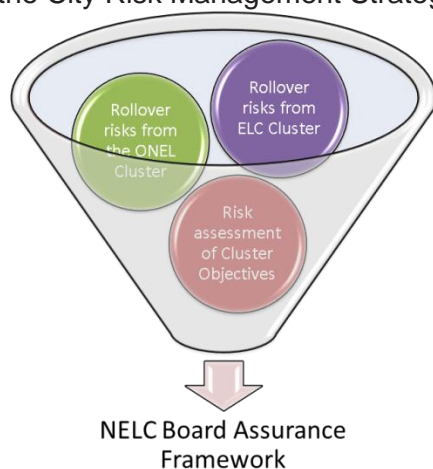 the City Risk Management Strateg
Rollover
risks from
the ONEL
Cluster
Rollover
risks from
ELC Cluster
Risk
assessment
of Cluster
Objectives
NELC Board Assurance
Framework